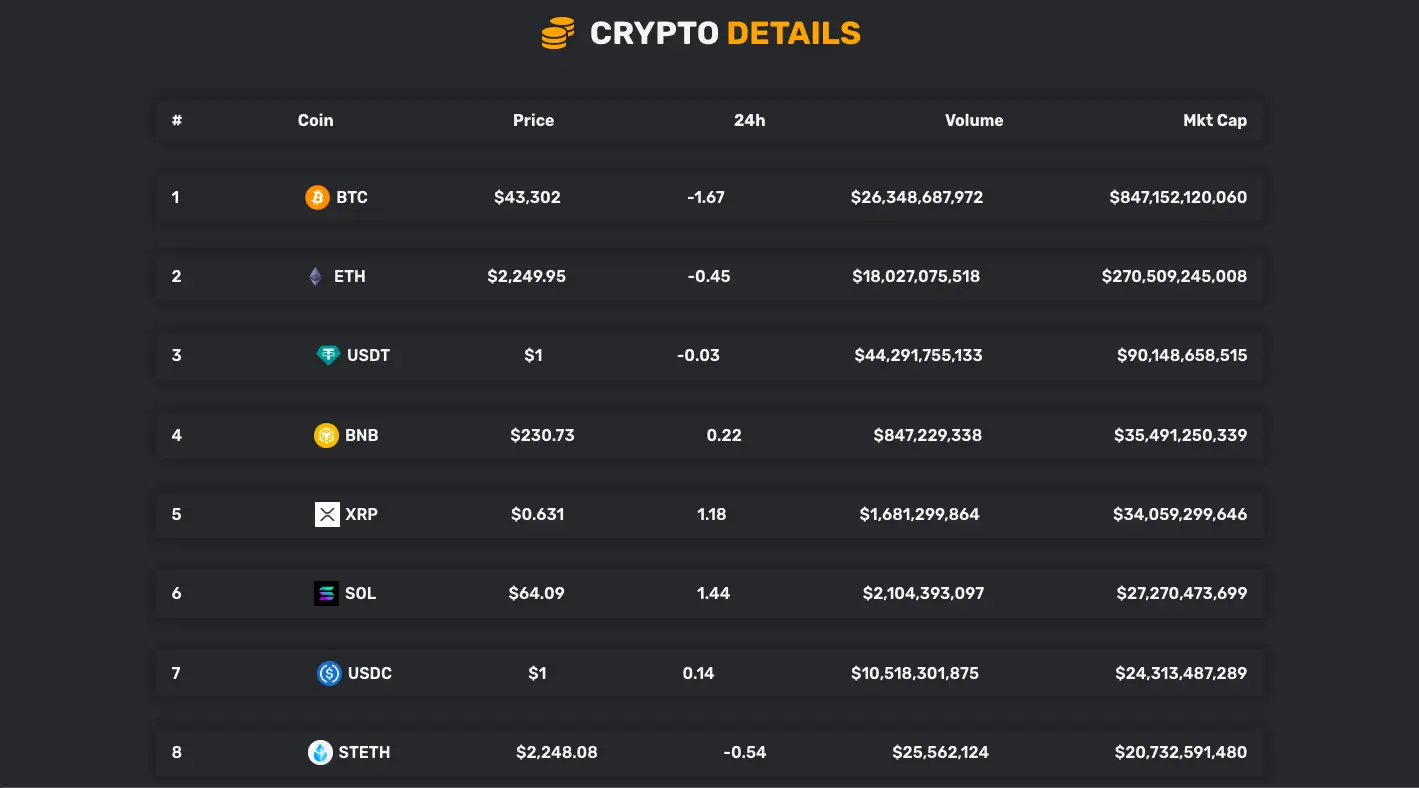 CRYPTO DETAILS
# Coin Price 24h Volume Mkt Cap
1 BTC $43,302 -1.67 $26,348,687,972 $847,152,120,060
2 ETH $2,249.95 -0.45 $18,027,075,518 $270,509,245,008
3 USDT $1 -0.03 $44,291,755,133 $90,148,658,515
4 BNB $230.73 0.22 $847,229,338 $35,491,250,339
5 XRP $0.631 1.18 $1,681,299,864 $34,059,299,646
6 SOL $64.09 1.44 $2,104,393,097 $27,270,473,699
7 USDC $1 0.14 $10,518,301,875 $24,313,487,289
8 STETH $2,248.08 -0.54 $25,562,124 $20,732,591,480